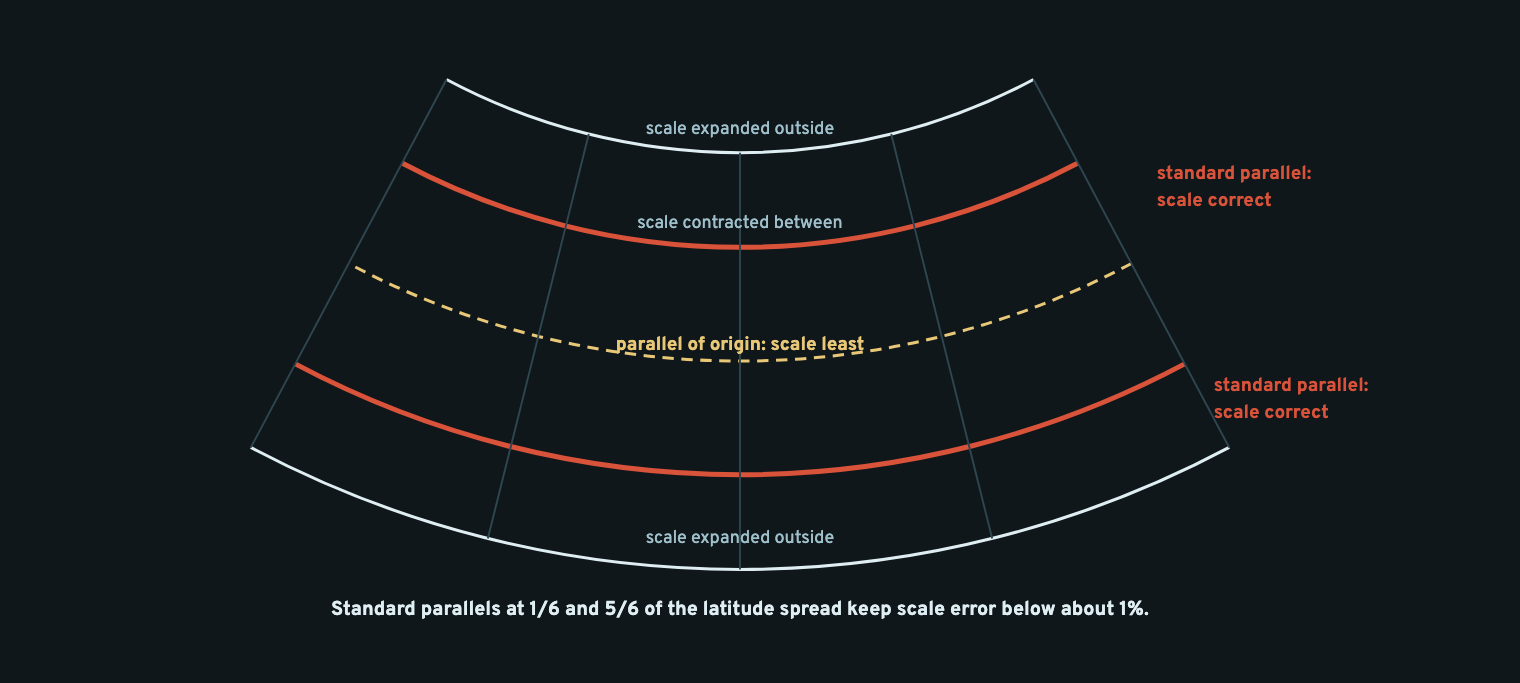 scale expanded outside
standard parallel:
scale correct
scale contracted between
parallel of origin: scale least
standard parallel:
scale correct
scale expanded outside
Standard parallels at 1/6 and 5/6 of the latitude spread keep scale error below about 1%.